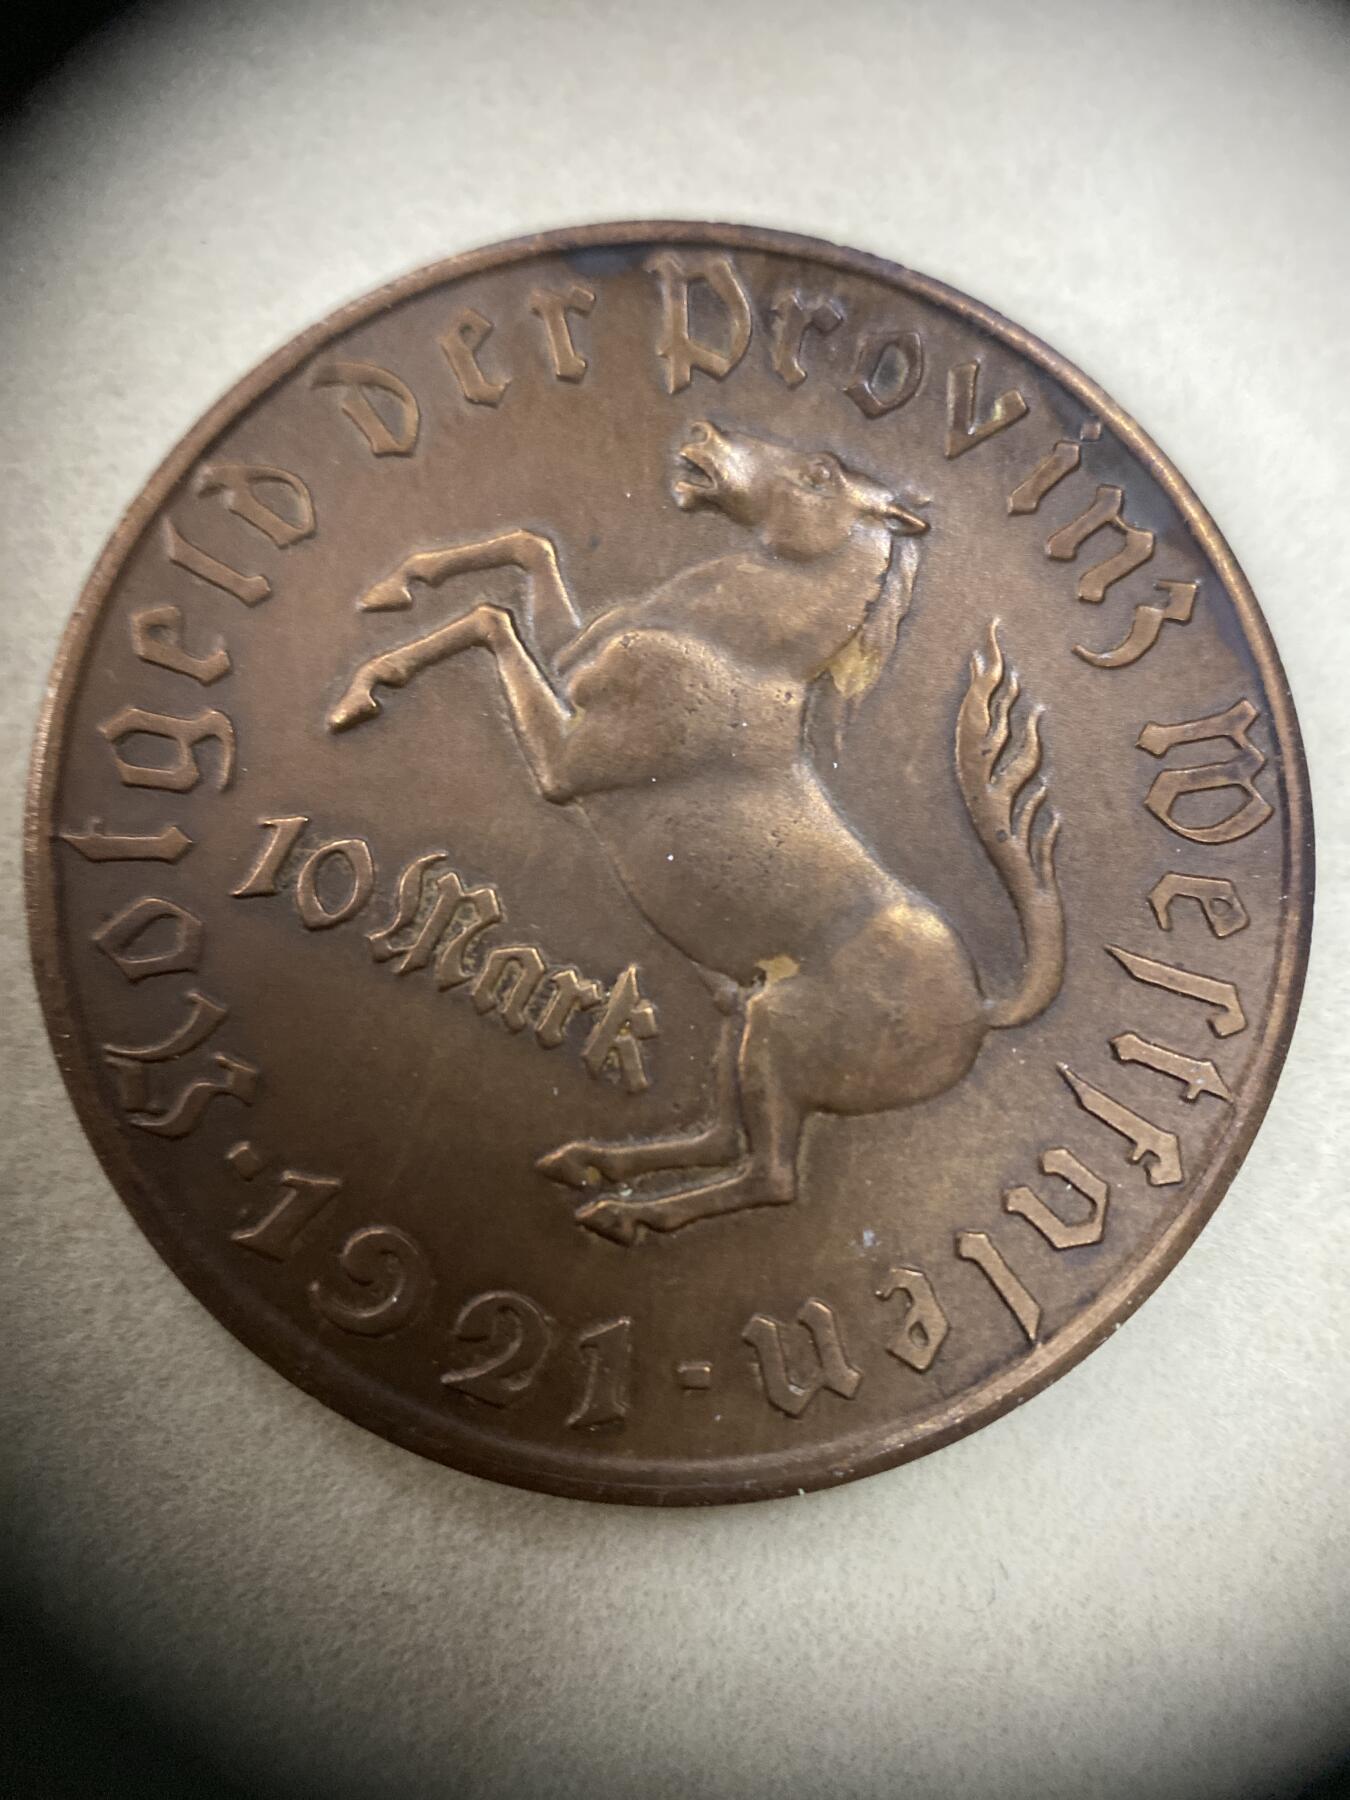 Notgeld der Provinz Westfalen
10 Mark
· 1921 ·